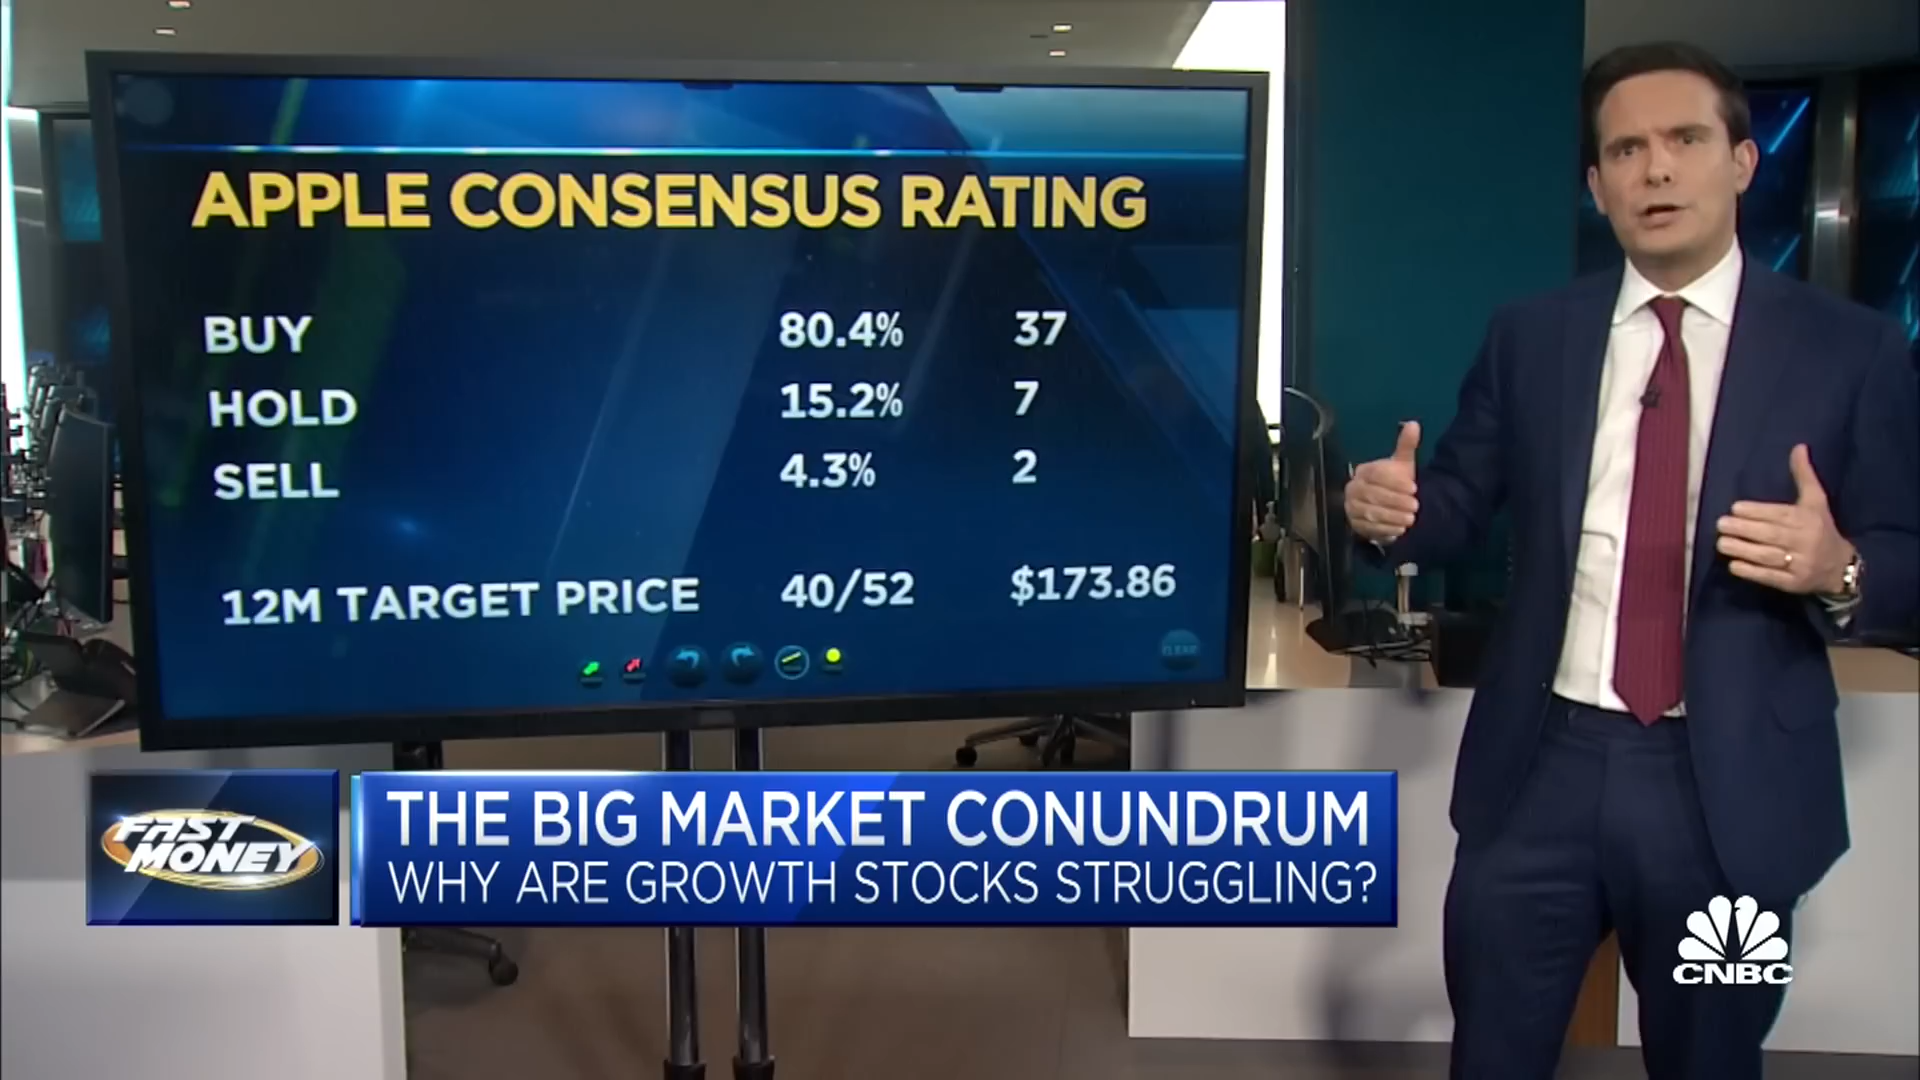 APPLE CONSENSUS RATING
BUY 80.4% 37
HOLD 15.2% 7
SELL 4.3% 2
12M TARGET PRICE 40/52 $173.86
CLEAR
FAST MONEY
THE BIG MARKET CONUNDRUM
WHY ARE GROWTH STOCKS STRUGGLING?
CNBC